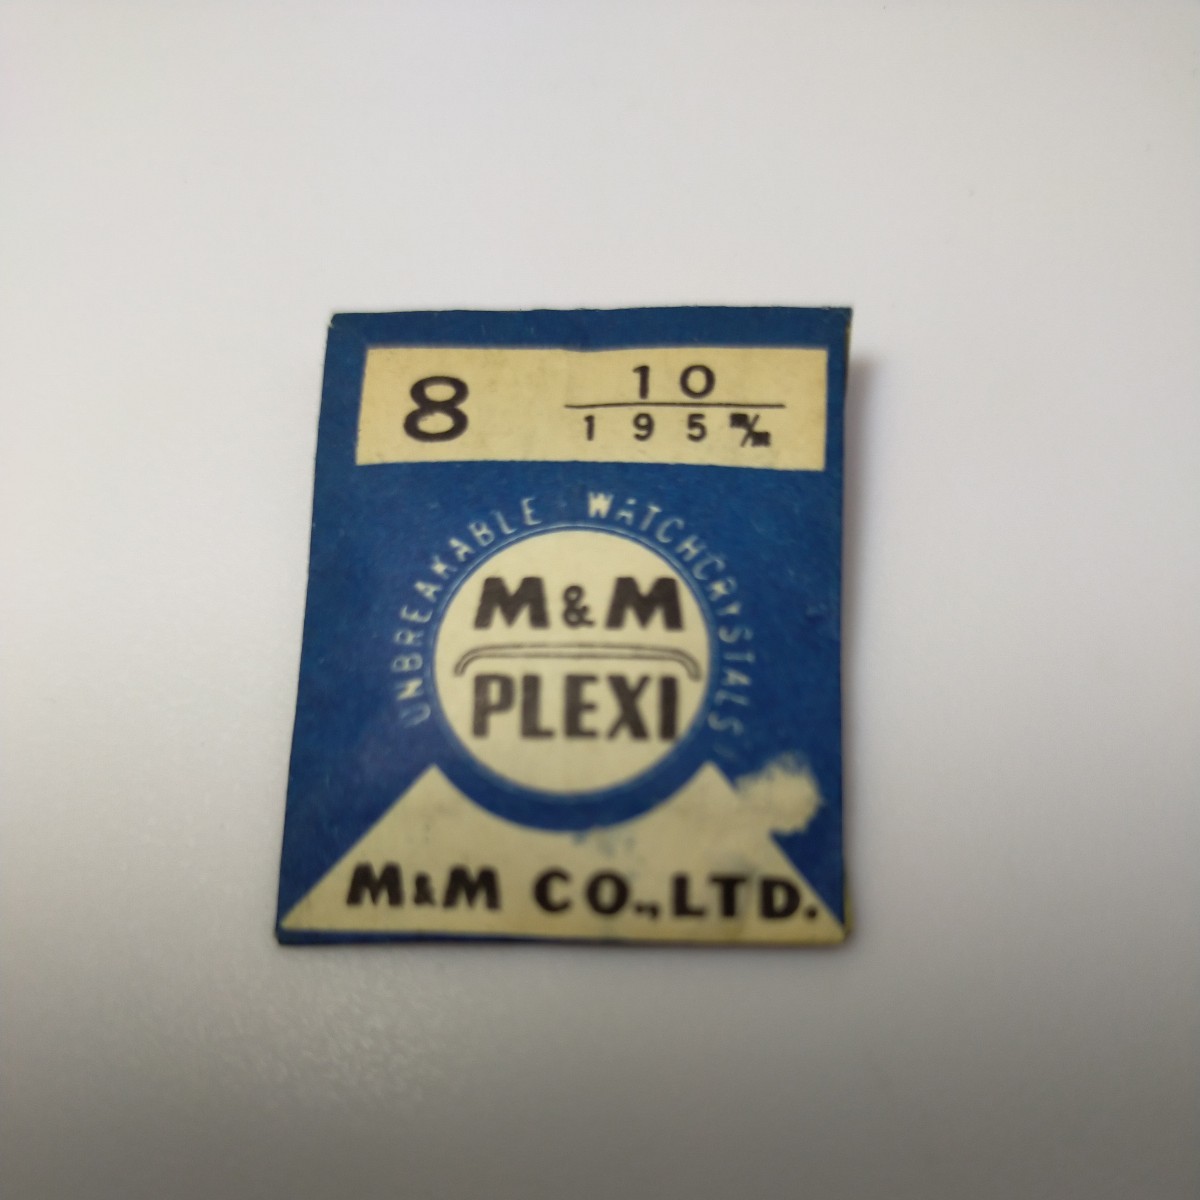 8
10
195 m/m
UNBREAKABLE WATCHCRYSTALS
M&M
PLEXI
M&M CO.,LTD.